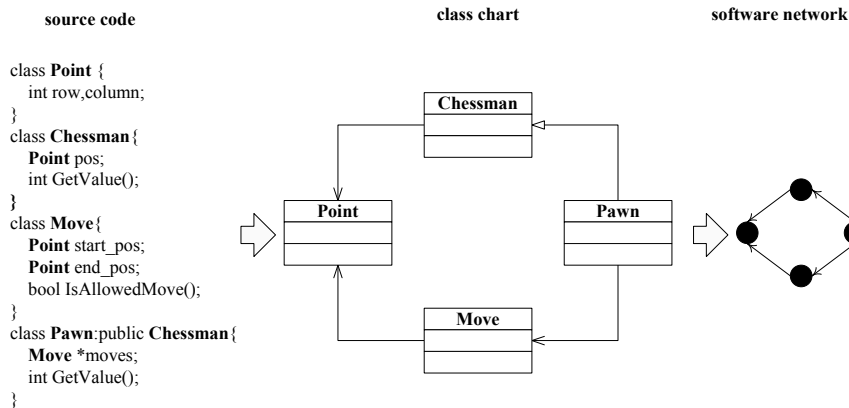 source code
class chart
software network
class Point {
int row,column;
}
class Chessman{
Point pos;
int GetValue();
}
class Move{
Point start_pos;
Point end_pos;
bool IsAllowedMove();
}
class Pawn:public Chessman{
Move *moves;
int GetValue();
}
Chessman
Point
Pawn
Move